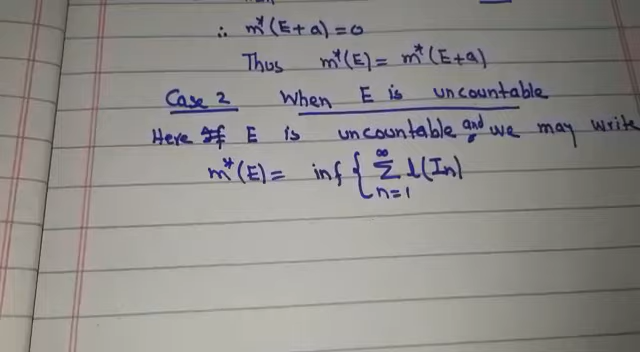 ∴ m*(E+a)=0
Thus m*(E) = m*(E+a)
Case 2 When E is uncountable
Here E is uncountable and we may write
m*(E) = inf { ∞ Σ n=1 l(In)